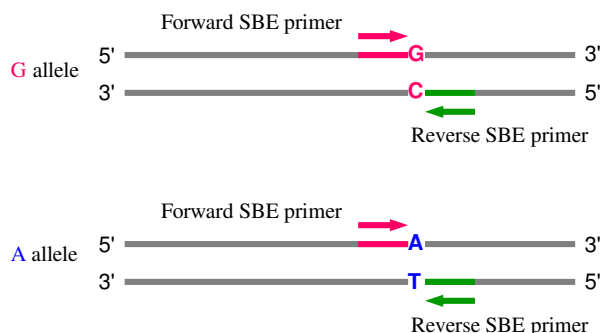 Forward SBE primer
5' G 3'
G allele
3' C 5'
Reverse SBE primer
Forward SBE primer
5' A 3'
A allele
3' T 5'
Reverse SBE primer